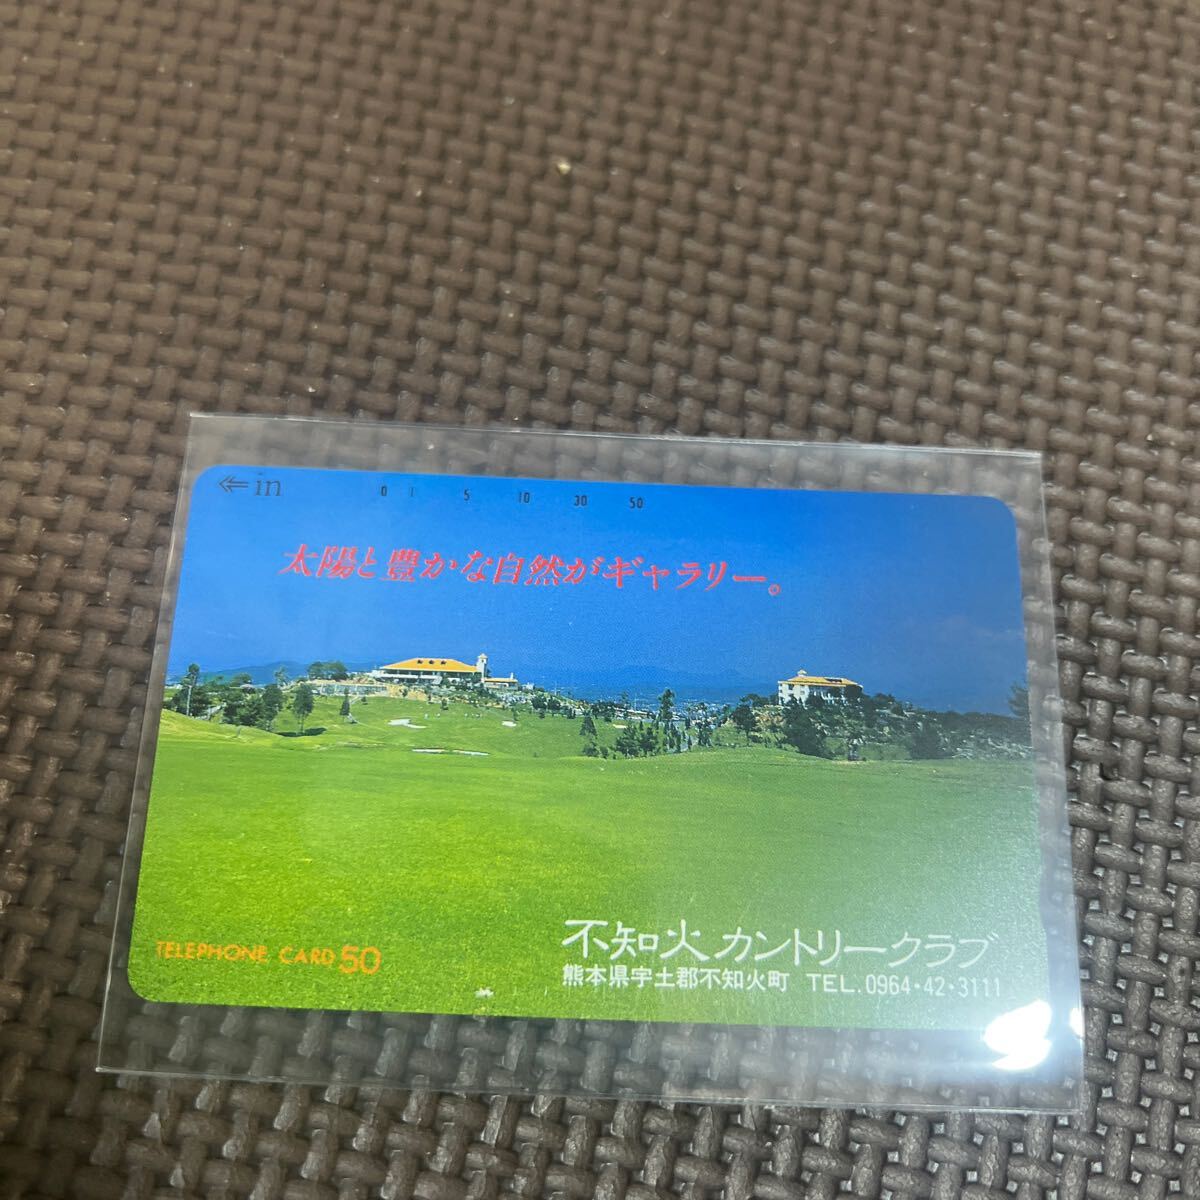 ⇐in 0 1 5 10 30 50
太陽と豊かな自然がギャラリー。
不知火カントリークラブ
TELEPHONE CARD 50
熊本県宇土郡不知火町 TEL.0964・42・3111